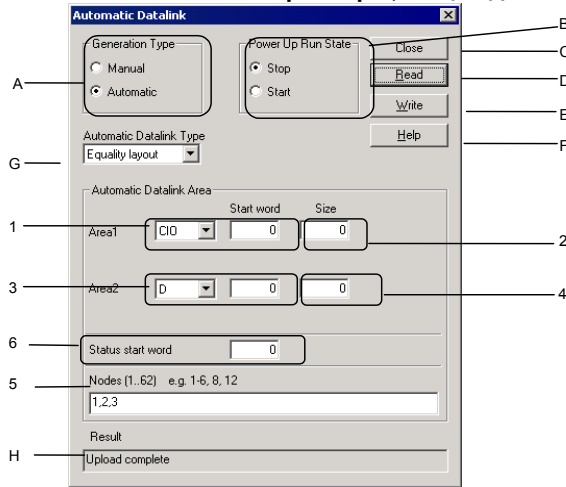 Automatic Datalink
B
Generation Type
Power Up Run State
Close
C
Manual
Stop
Read
D
A
Automatic
Start
Write
E
Automatic Datalink Type
Help
F
G
Equality layout
Automatic Datalink Area
Start word Size
1
Area1 CIO 0 0
2
3
Area2 D 0 0
4
6
Status start word 0
5
Nodes (1..62) e.g. 1-6, 8, 12
1,2,3
Result
H
Upload complete